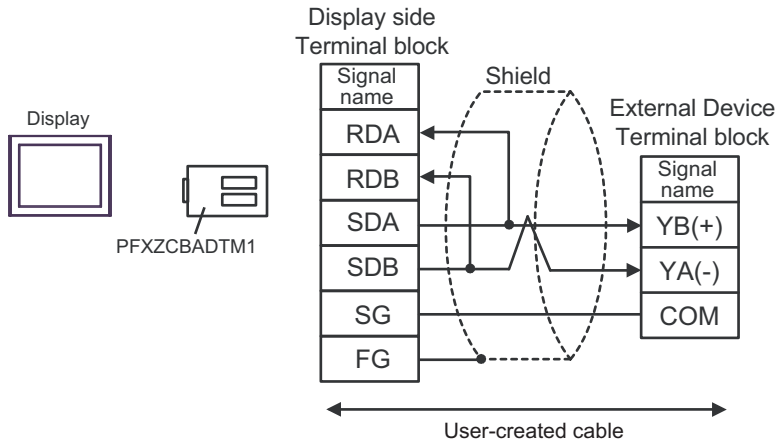 Display side
Terminal block
Signal
name
Shield
External Device
Terminal block
Display
RDA
Signal
name
RDB
SDA
YB(+)
PFXZCBADTM1
SDB
YA(-)
SG
COM
FG
User-created cable